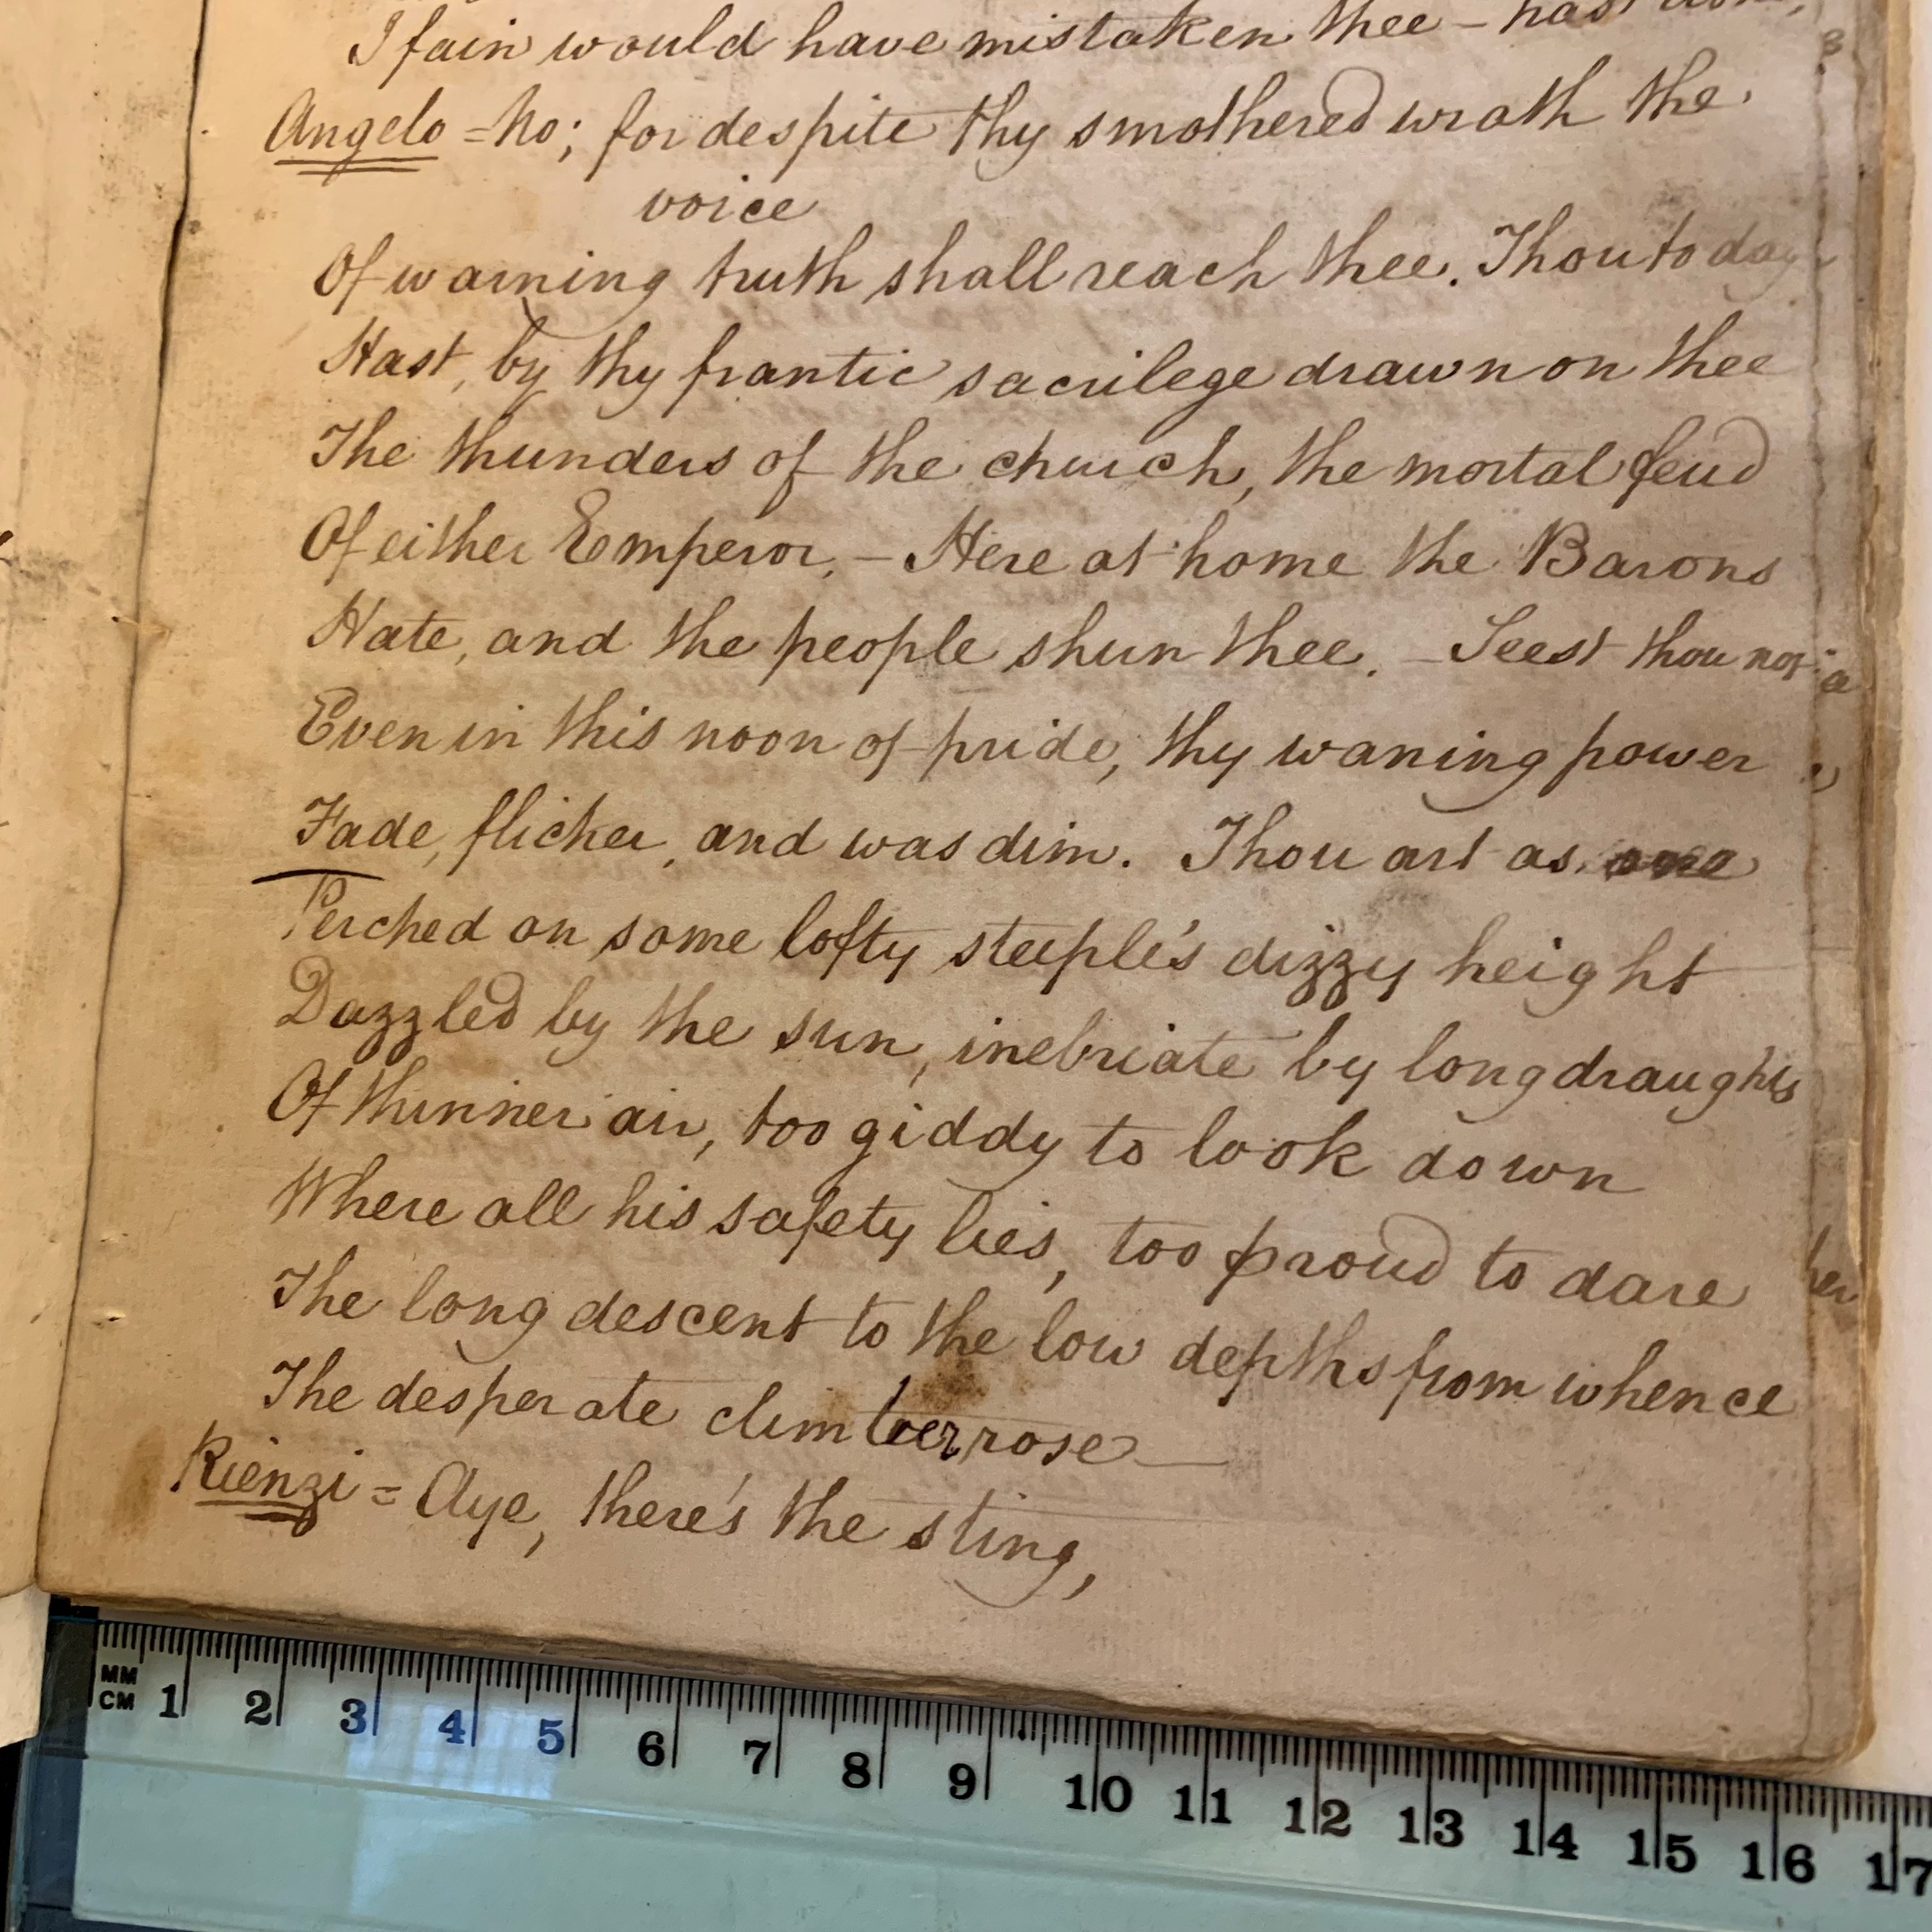 I fain would have mistaken thee – hast
Angelo = No; for despite thy smothered wrath the
voice
Of warning truth shall reach thee. Thou to day
Hast, by thy frantic sacrilege drawn on thee
The thunders of the church, the mortal feud
Of either Emperor, – Here at home the Barons
Hate, and the people shun thee. – Seest thou not
Even in this noon of pride, thy waning power
Fade, flicker, and was dim. Thou art as one
Perched on some lofty steeple's dizzy height
Dazzled by the sun, inebriate by long draughts
Of thinner air, too giddy to look down
Where all his safety lies, too proud to dare
The long descent to the low depths from whence
The desperate climber rose —
Rienzi = Aye, there's the sting,
MM
CM 1 2 3 4 5 6 7 8 9 10 11 12 13 14 15 16 17